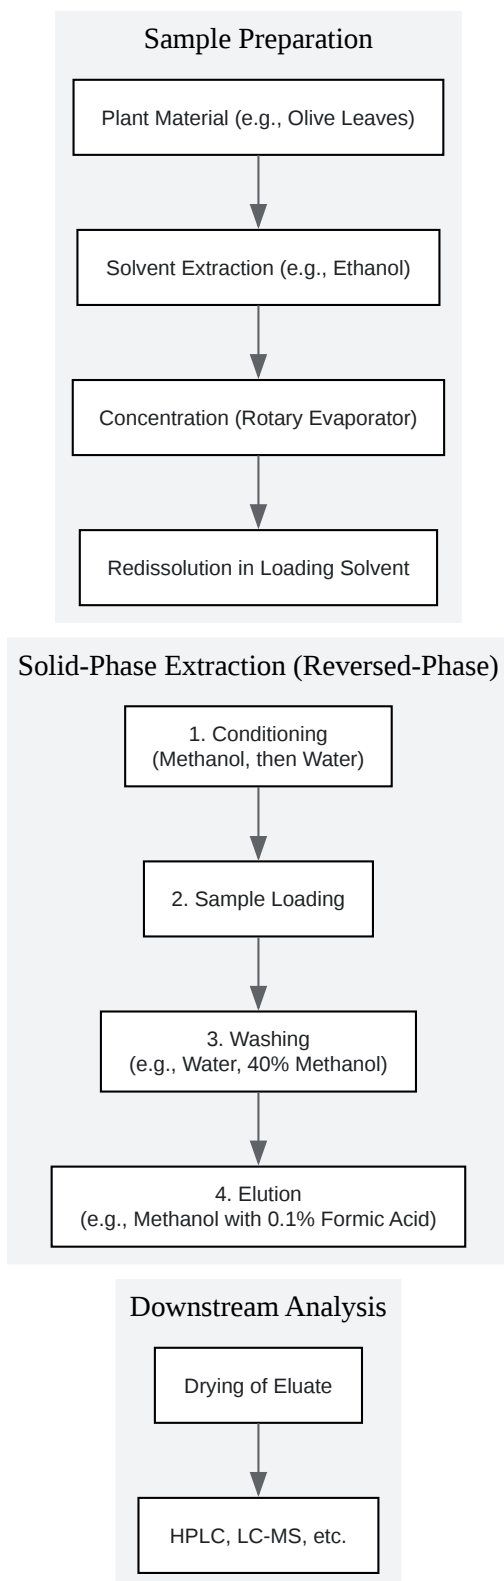 Sample Preparation
Plant Material (e.g., Olive Leaves)
Solvent Extraction (e.g., Ethanol)
Concentration (Rotary Evaporator)
Redissolution in Loading Solvent
Solid-Phase Extraction (Reversed-Phase)
1. Conditioning
(Methanol, then Water)
2. Sample Loading
3. Washing
(e.g., Water, 40% Methanol)
4. Elution
(e.g., Methanol with 0.1% Formic Acid)
Downstream Analysis
Drying of Eluate
HPLC, LC-MS, etc.